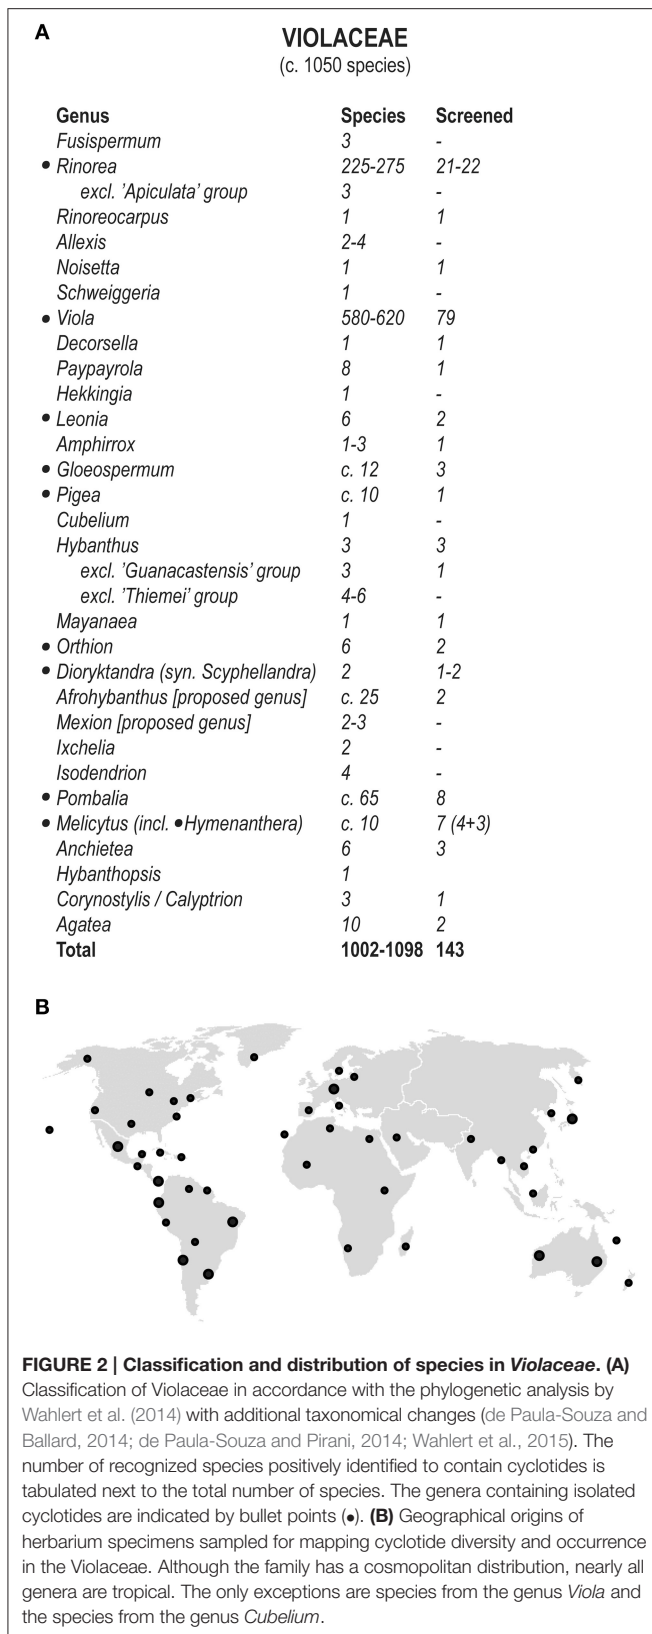 A
VIOLACEAE
(c. 1050 species)
Genus Species Screened
Fusispermum 3 -
• Rinorea 225-275 21-22
excl. 'Apiculata' group 3 -
Rinoreocarpus 1 1
Allexis 2-4 -
Noisetta 1 1
Schweiggeria 1 -
• Viola 580-620 79
Decorsella 1 1
Paypayrola 8 1
Hekkingia 1 -
• Leonia 6 2
Amphirrox 1-3 1
• Gloeospermum c. 12 3
• Pigea c. 10 1
Cubelium 1 -
Hybanthus 3 3
excl. 'Guanacastensis' group 3 1
excl. 'Thiemei' group 4-6 -
Mayanaea 1 1
• Orthion 6 2
• Dioryktandra (syn. Scyphellandra) 2 1-2
Afrohybanthus [proposed genus] c. 25 2
Mexion [proposed genus] 2-3 -
Ixchelia 2 -
Isodendrion 4 -
• Pombalia c. 65 8
• Melicytus (incl. •Hymenanthera) c. 10 7 (4+3)
Anchietea 6 3
Hybanthopsis 1
Corynostylis / Calyptrion 3 1
Agatea 10 2
Total 1002-1098 143
B
FIGURE 2 | Classification and distribution of species in Violaceae. (A)
Classification of Violaceae in accordance with the phylogenetic analysis by
Wahlert et al. (2014) with additional taxonomical changes (de Paula-Souza and
Ballard, 2014; de Paula-Souza and Pirani, 2014; Wahlert et al., 2015). The
number of recognized species positively identified to contain cyclotides is
tabulated next to the total number of species. The genera containing isolated
cyclotides are indicated by bullet points (•). (B) Geographical origins of
herbarium specimens sampled for mapping cyclotide diversity and occurrence
in the Violaceae. Although the family has a cosmopolitan distribution, nearly all
genera are tropical. The only exceptions are species from the genus Viola and
the species from the genus Cubelium.